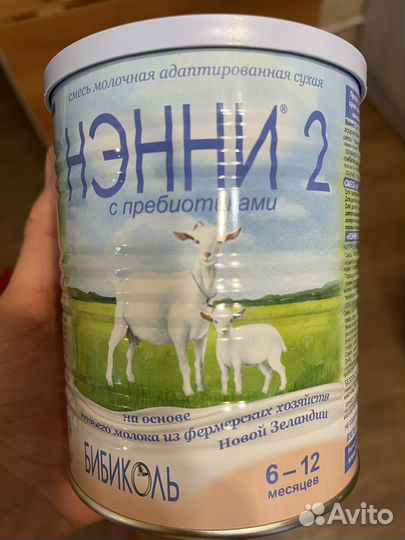 смесь молочная адаптированная сухая
НЭННИ® 2
с пребиотиками
на основе
козьего молока из фермерских хозяйств
Новой Зеландии
БИБИКОЛЬ
6–12
месяцев
Avito